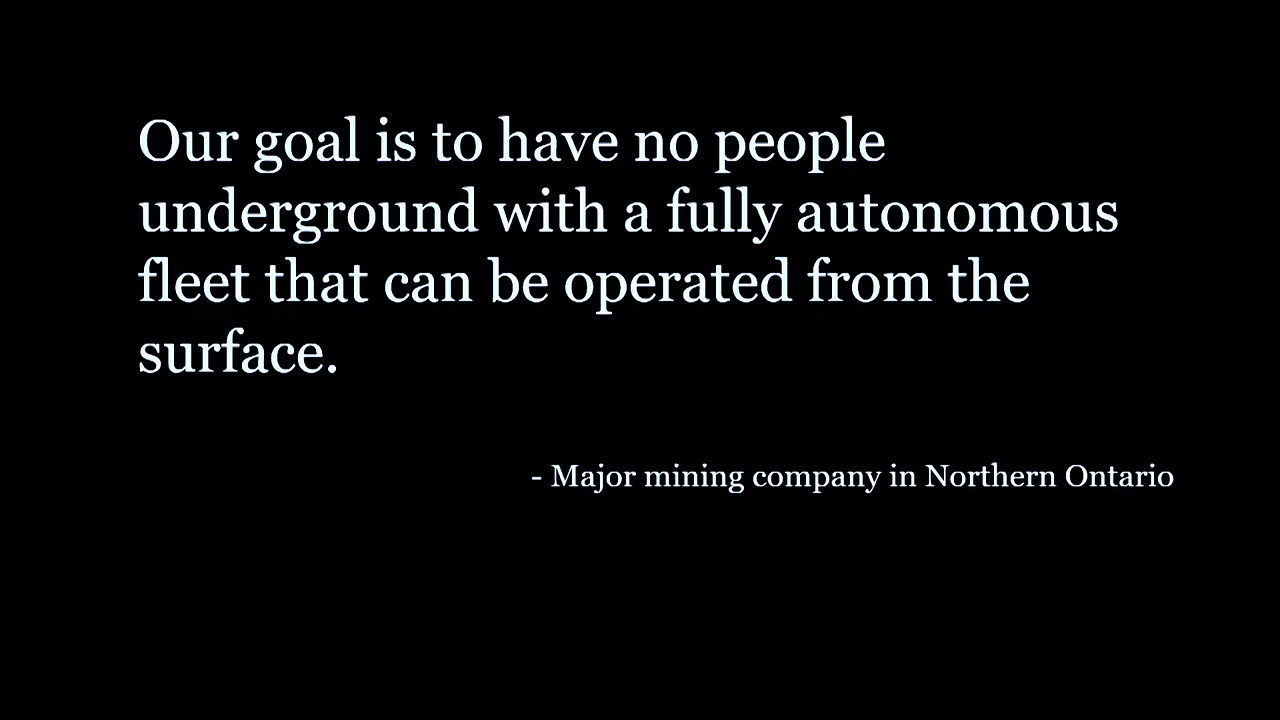 Our goal is to have no people
underground with a fully autonomous
fleet that can be operated from the
surface.
- Major mining company in Northern Ontario